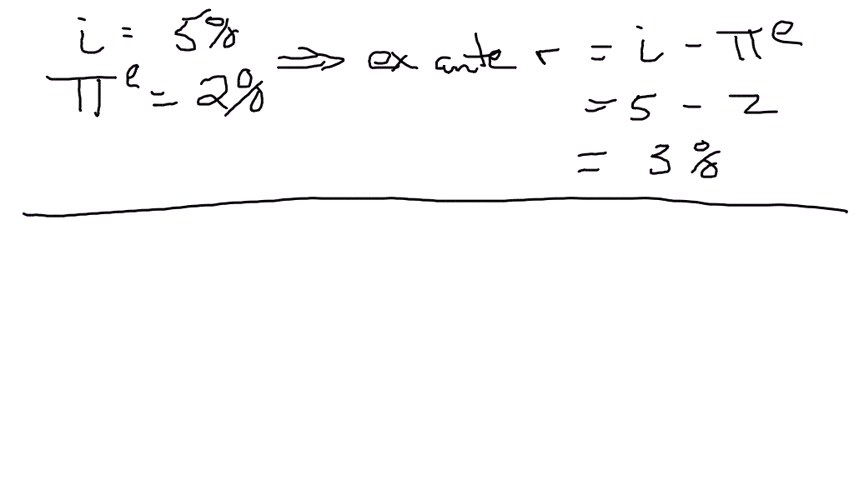 i = 5% ⟹ ex ante r = i - π^e
π^e = 2%
= 5 - 2
= 3%